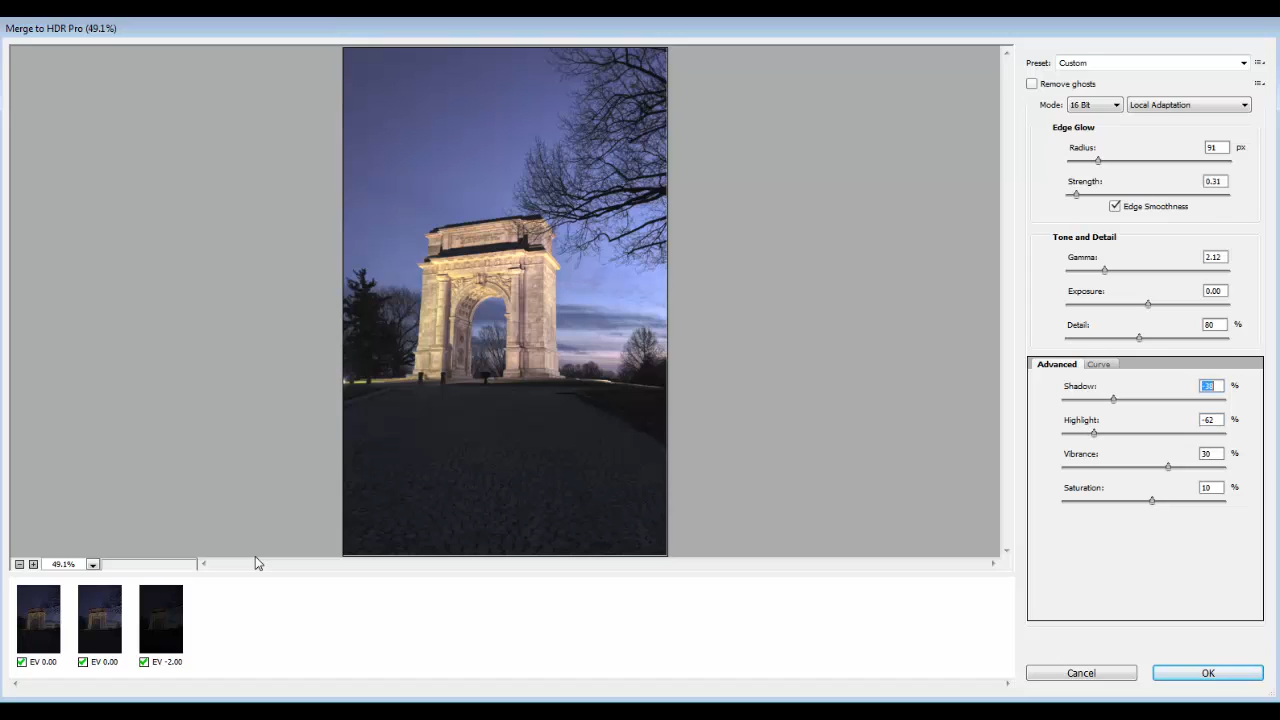 Merge to HDR Pro (49.1%)
Preset: Custom
Remove ghosts
Mode: 16 Bit Local Adaptation
Edge Glow
Radius: 91 px
Strength: 0.31
Edge Smoothness
Tone and Detail
Gamma: 2.12
Exposure: 0.00
Detail: 80 %
Advanced Curve
Shadow: -38 %
Highlight: -62 %
Vibrance: 30 %
Saturation: 10 %
49.1%
EV 0.00 EV 0.00 EV -2.00
Cancel OK